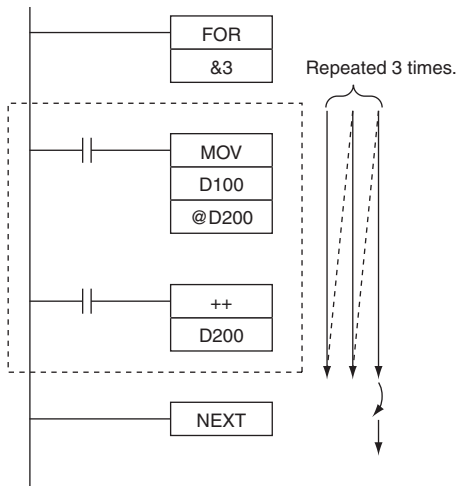 FOR
&3
Repeated 3 times.
MOV
D100
@D200
++
D200
NEXT